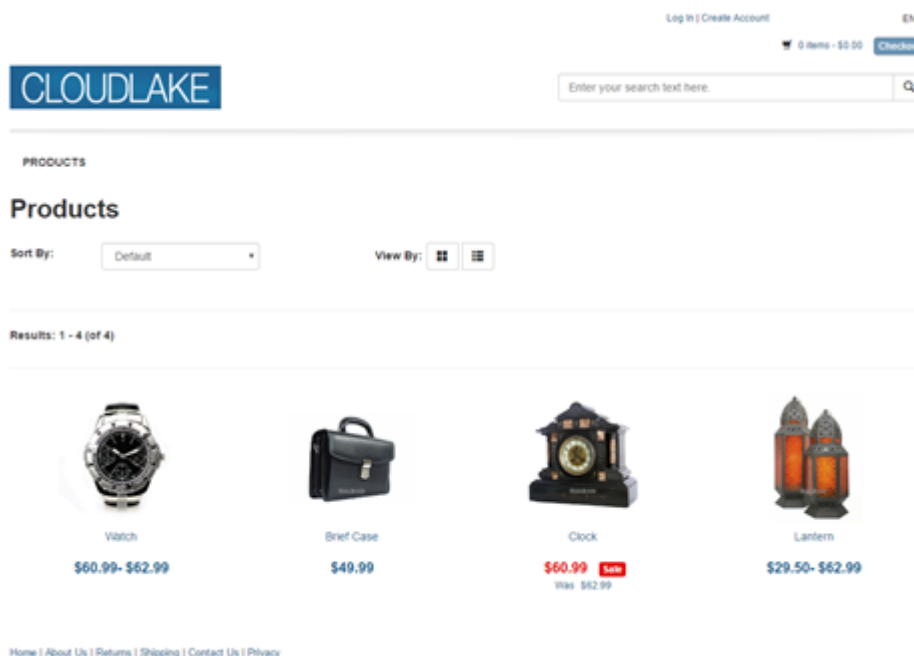 Log In | Create Account
EN
0 items - $0.00
Checkou
CLOUDLAKE
Enter your search text here.
PRODUCTS
Products
Sort By:
Default
View By:
Results: 1 - 4 (of 4)
Watch
Brief Case
Clock
Lantern
$60.99- $62.99
$49.99
$60.99 Sale
$29.50- $62.99
Was $62.99
Home | About Us | Returns | Shipping | Contact Us | Privacy